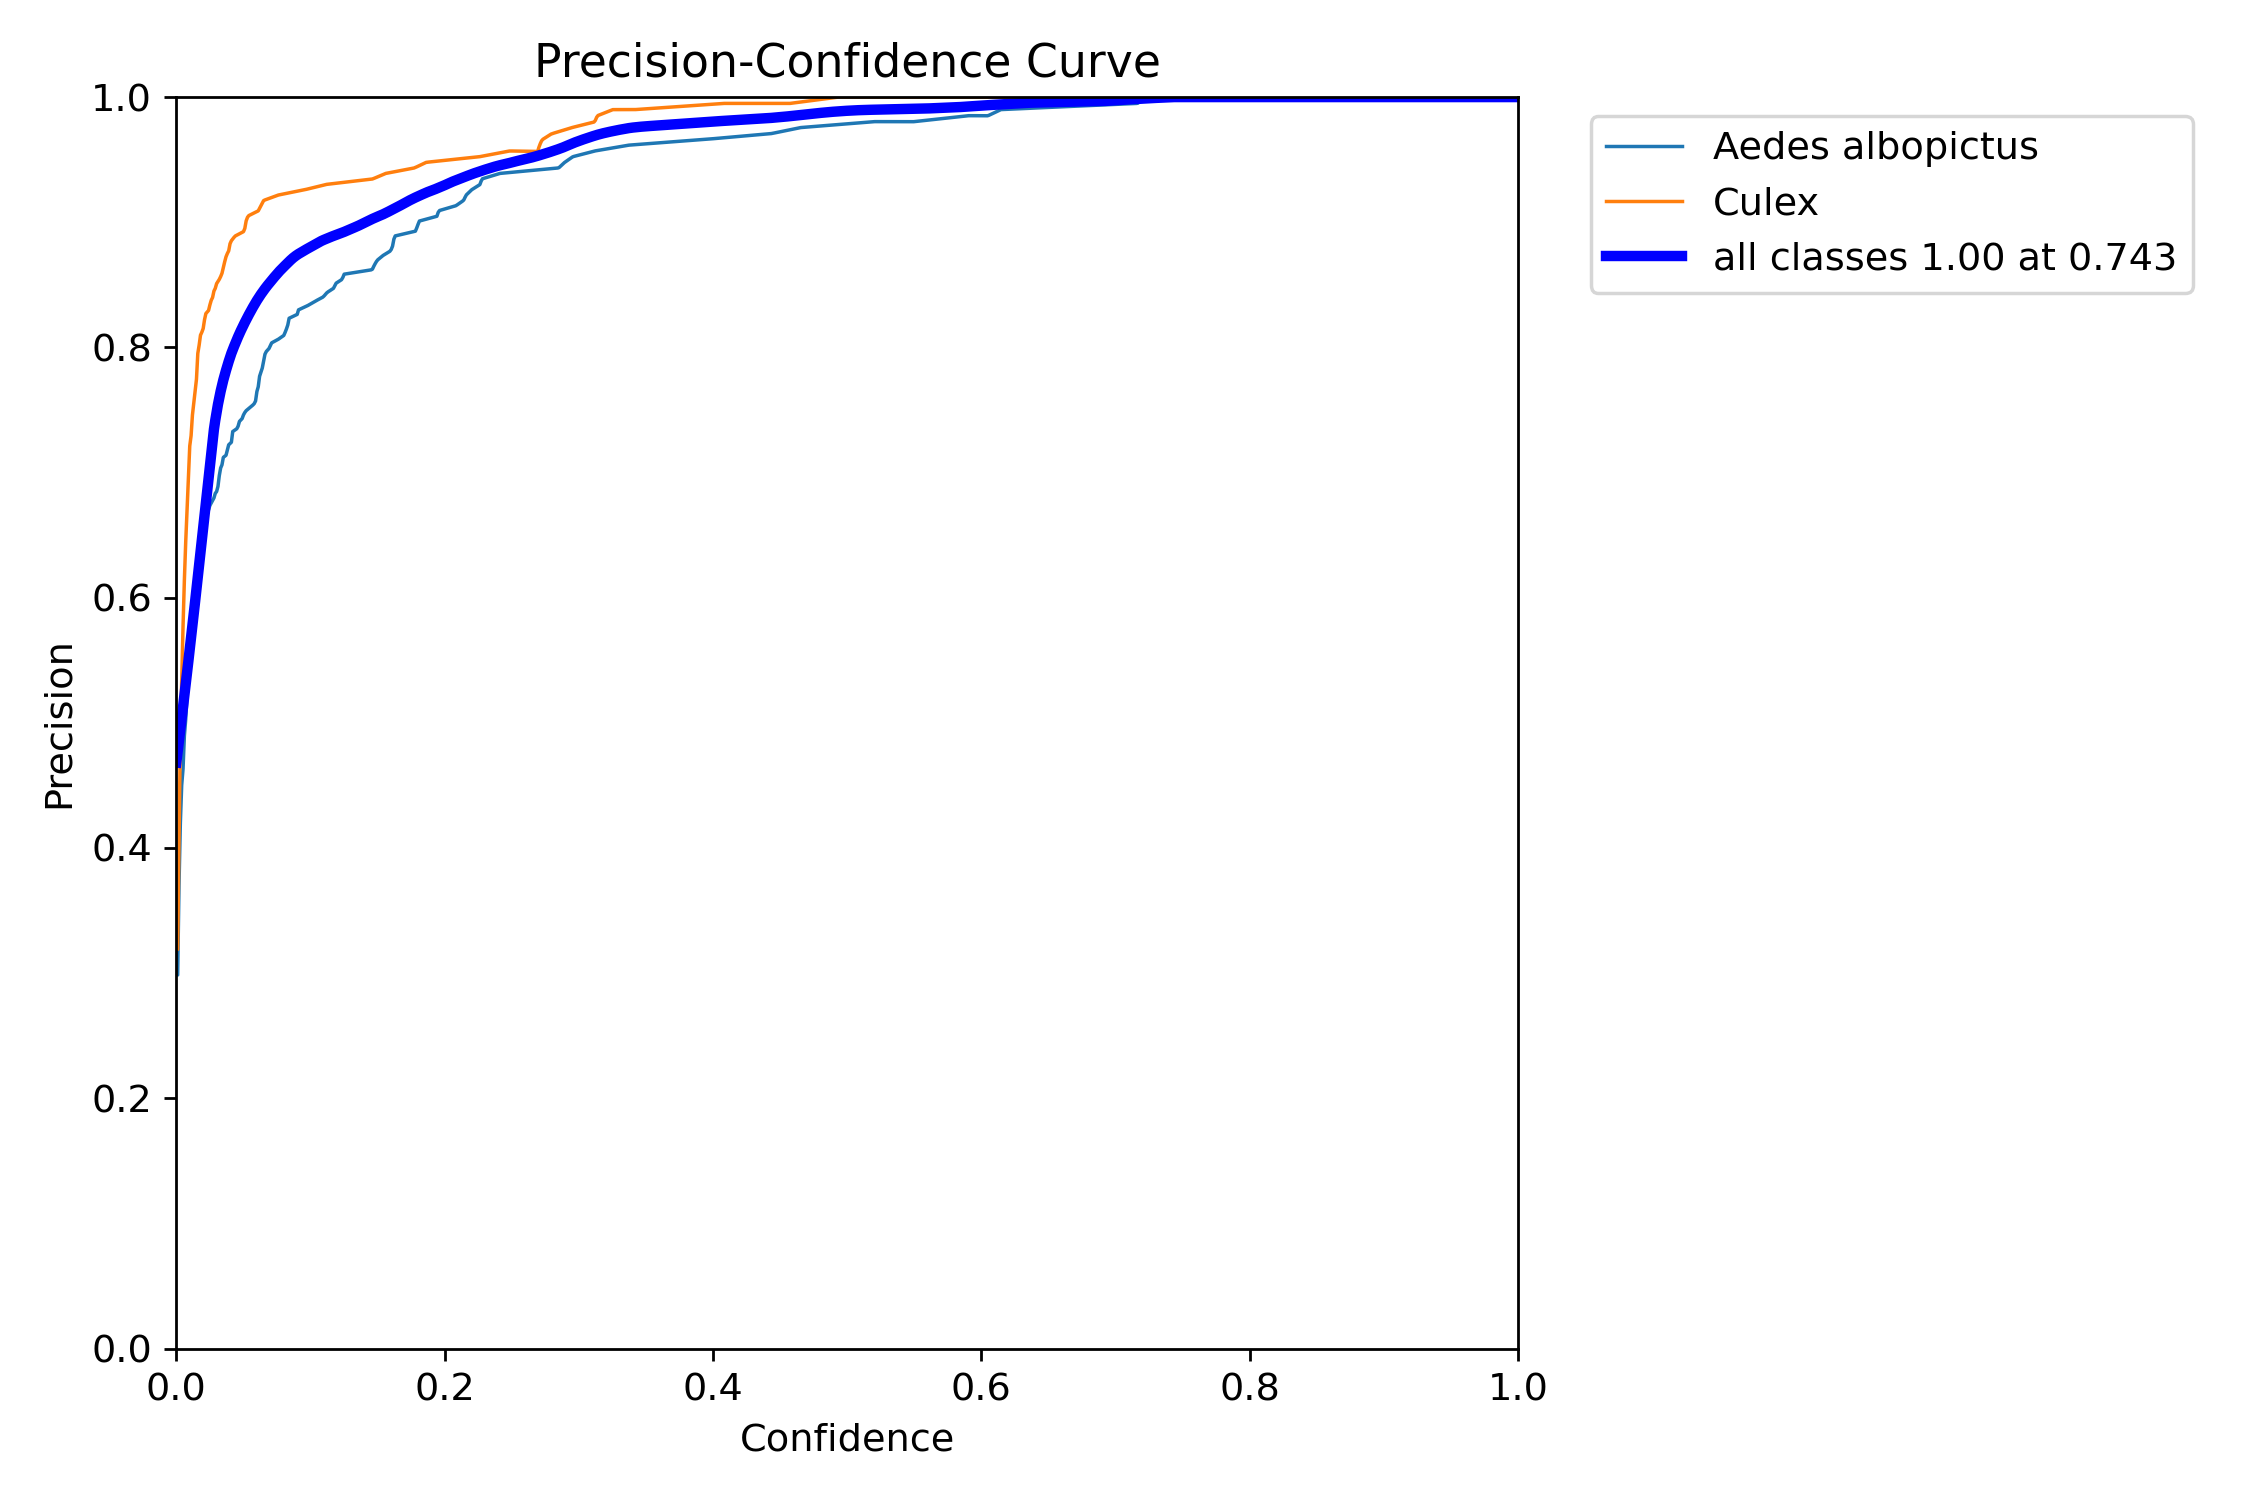 Precision-Confidence Curve
1.0
0.8
0.6
0.4
0.2
0.0
Precision
0.0 0.2 0.4 0.6 0.8 1.0
Confidence
Aedes albopictus
Culex
all classes 1.00 at 0.743